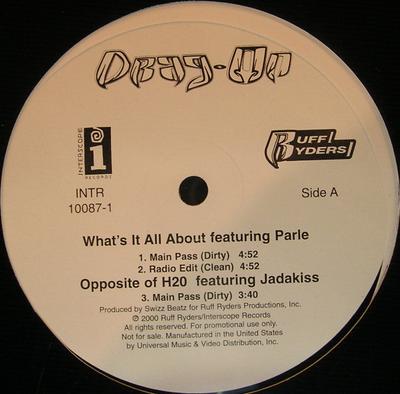 Drag-On
INTERSCOPE
RECORDS
INTR
10087-1
RUFF
RYDERS
Side A
What's It All About featuring Parle
1. Main Pass (Dirty) 4:52
2. Radio Edit (Clean) 4:52
Opposite of H20 featuring Jadakiss
3. Main Pass (Dirty) 3:40
Produced by Swizz Beatz for Ruff Ryders Productions, Inc.
℗ 2000 Ruff Ryders/Interscope Records
All rights reserved. For promotional use only.
Not for sale. Manufactured in the United States
by Universal Music & Video Distribution, Inc.